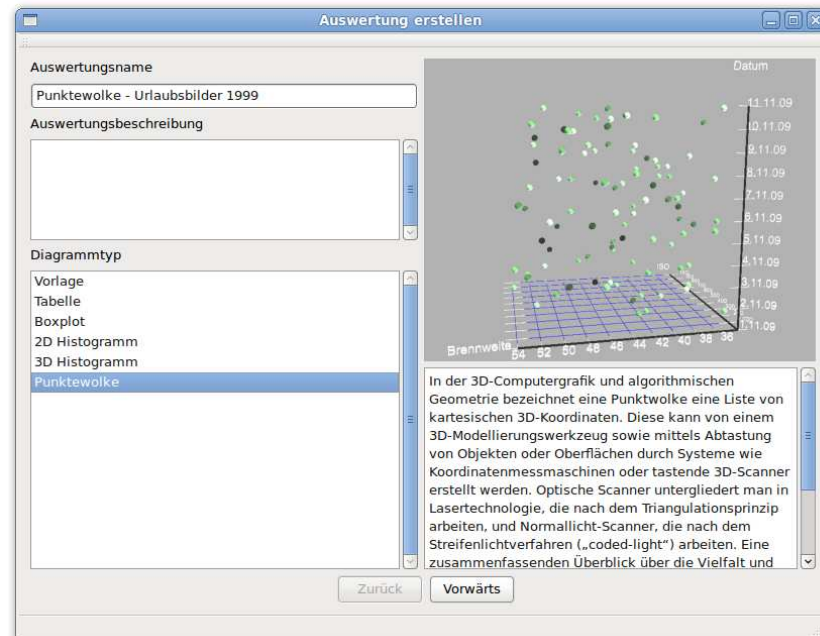 Auswertung erstellen
Auswertungsname
Punktewolke - Urlaubsbilder 1999
Auswertungsbeschreibung
Diagrammtyp
Vorlage
Tabelle
Boxplot
2D Histogramm
3D Histogramm
Punktewolke
Datum
11.11.09
10.11.09
9.11.09
8.11.09
7.11.09
6.11.09
5.11.09
4.11.09
3.11.09
2.11.09
1.11.09
ISO
Brennweite
54 52 50 48 46 44 42 40 38 36
In der 3D-Computergrafik und algorithmischen
Geometrie bezeichnet eine Punktwolke eine Liste von
kartesischen 3D-Koordinaten. Diese kann von einem
3D-Modellierungswerkzeug sowie mittels Abtastung
von Objekten oder Oberflächen durch Systeme wie
Koordinatenmessmaschinen oder tastende 3D-Scanner
erstellt werden. Optische Scanner untergliedert man in
Lasertechnologie, die nach dem Triangulationsprinzip
arbeiten, und Normallicht-Scanner, die nach dem
Streifenlichtverfahren („coded-light“) arbeiten. Eine
zusammenfassenden Überblick über die Vielfalt und
Zurück
Vorwärts